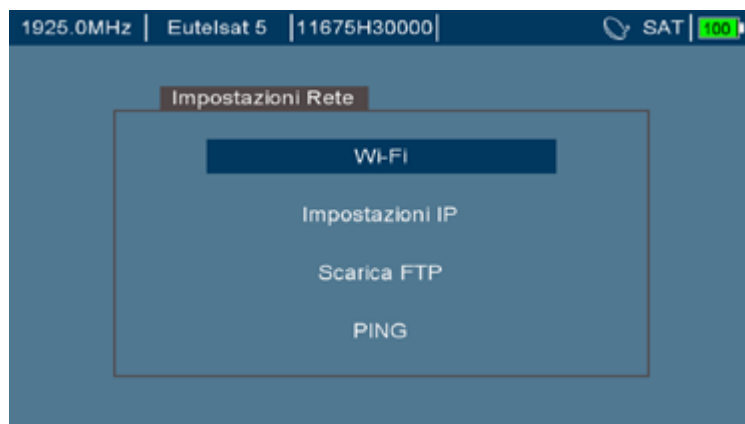 1925.0MHz | Eutelsat 5 |11675H30000| SAT| 100
Impostazioni Rete
Wi-Fi
Impostazioni IP
Scarica FTP
PING